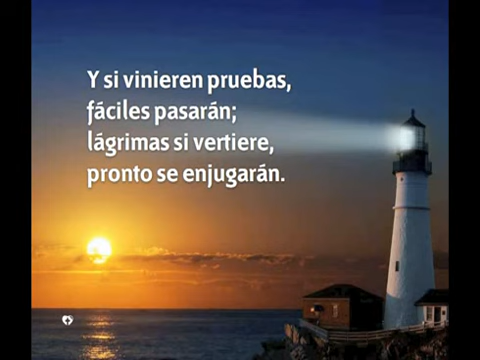 Y si vinieren pruebas,
fáciles pasarán;
lágrimas si vertiere,
pronto se enjugarán.